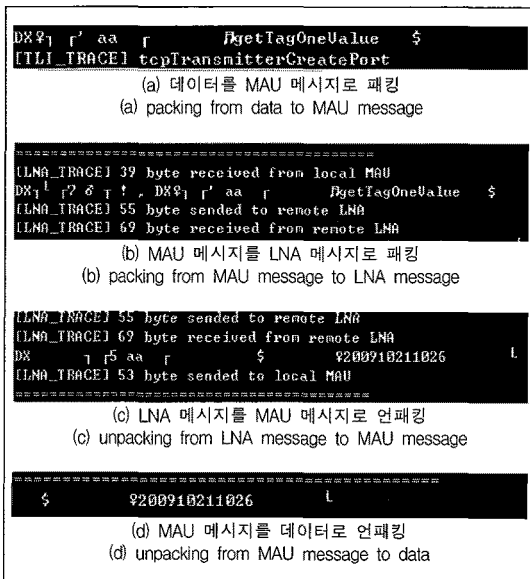 DX♀┐ ┌' aa ┌ getTagOneValue $
[TLI_TRACE] tcpTransmitterCreatePort
(a) 데이터를 MAU 메시지로 패킹
(a) packing from data to MAU message
[LNA_TRACE] 39 byte received from local MAU
DX┐└ ┌? ♂ ┬ ! , DX♀┐ ┌' aa ┌ getTagOneValue $
[LNA_TRACE] 55 byte sended to remote LNA
[LNA_TRACE] 69 byte received from remote LNA
(b) MAU 메시지를 LNA 메시지로 패킹
(b) packing from MAU message to LNA message
[LNA_TRACE] 55 byte sended to remote LNA
[LNA_TRACE] 69 byte received from remote LNA
DX ┐ ┌5 aa ┌ $ ♀200910211026 └
[LNA_TRACE] 53 byte sended to local MAU
(c) LNA 메시지를 MAU 메시지로 언패킹
(c) unpacking from LNA message to MAU message
$ ♀200910211026 └
(d) MAU 메시지를 데이터로 언패킹
(d) unpacking from MAU message to data